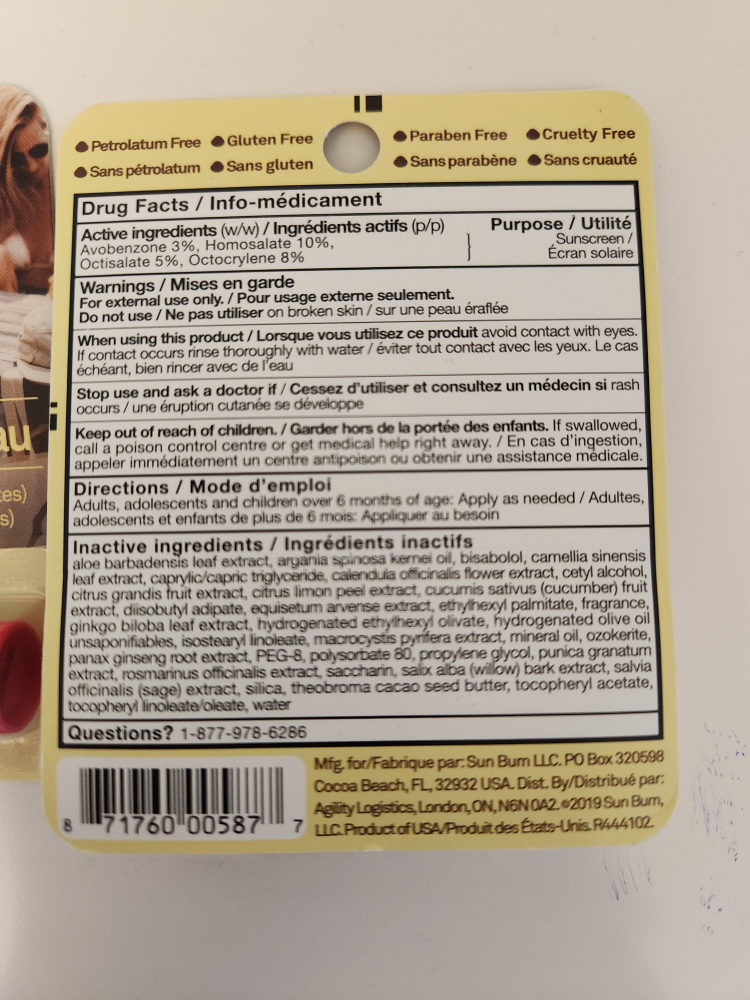 Petrolatum Free Gluten Free Paraben Free Cruelty Free
Sans pétrolatum Sans gluten Sans parabène Sans cruauté
Drug Facts / Info-médicament
Active ingredients (w/w) / Ingrédients actifs (p/p)
Avobenzone 3%, Homosalate 10%,
Octisalate 5%, Octocrylene 8%
Purpose / Utilité
Sunscreen /
Écran solaire
Warnings / Mises en garde
For external use only. / Pour usage externe seulement.
Do not use / Ne pas utiliser on broken skin / sur une peau éraflée
When using this product / Lorsque vous utilisez ce produit avoid contact with eyes.
If contact occurs rinse thoroughly with water / éviter tout contact avec les yeux. Le cas
échéant, bien rincer avec de l'eau
Stop use and ask a doctor if / Cessez d'utiliser et consultez un médecin si rash
occurs / une éruption cutanée se développe
Keep out of reach of children. / Garder hors de la portée des enfants. If swallowed,
call a poison control centre or get medical help right away. / En cas d'ingestion,
appeler immédiatement un centre antipoison ou obtenir une assistance médicale.
Directions / Mode d'emploi
Adults, adolescents and children over 6 months of age: Apply as needed / Adultes,
adolescents et enfants de plus de 6 mois: Appliquer au besoin
Inactive ingredients / Ingrédients inactifs
aloe barbadensis leaf extract, argania spinosa kernel oil, bisabolol, camellia sinensis
leaf extract, caprylic/capric triglyceride, calendula officinalis flower extract, cetyl alcohol,
citrus grandis fruit extract, citrus limon peel extract, cucumis sativus (cucumber) fruit
extract, diisobutyl adipate, equisetum arvense extract, ethylhexyl palmitate, fragrance,
ginkgo biloba leaf extract, hydrogenated ethylhexyl olivate, hydrogenated olive oil
unsaponifiables, isostearyl linoleate, macrocystis pyrifera extract, mineral oil, ozokerite,
panax ginseng root extract, PEG-8, polysorbate 80, propylene glycol, punica granatum
extract, rosmarinus officinalis extract, saccharin, salix alba (willow) bark extract, salvia
officinalis (sage) extract, silica, theobroma cacao seed butter, tocopheryl acetate,
tocopheryl linoleate/oleate, water
Questions? 1-877-978-6286
8 71760 00587 7
Mfg. for/Fabrique par: Sun Bum LLC. PO Box 320598
Cocoa Beach, FL, 32932 USA. Dist. By/Distribué par:
Agility Logistics, London, ON, N6N 0A2. ©2019 Sun Bum,
LLC. Product of USA/Produit des États-Unis. R444102.
au
tes)
s)